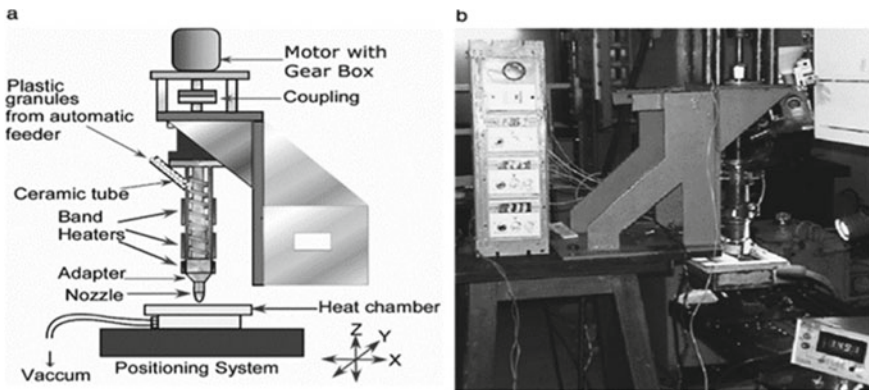 a
Motor with
Gear Box
Coupling
Plastic
granules
from automatic
feeder
Ceramic tube
Band
Heaters
Adapter
Nozzle
Heat chamber
Z
Y
X
Vaccum
Positioning System
b